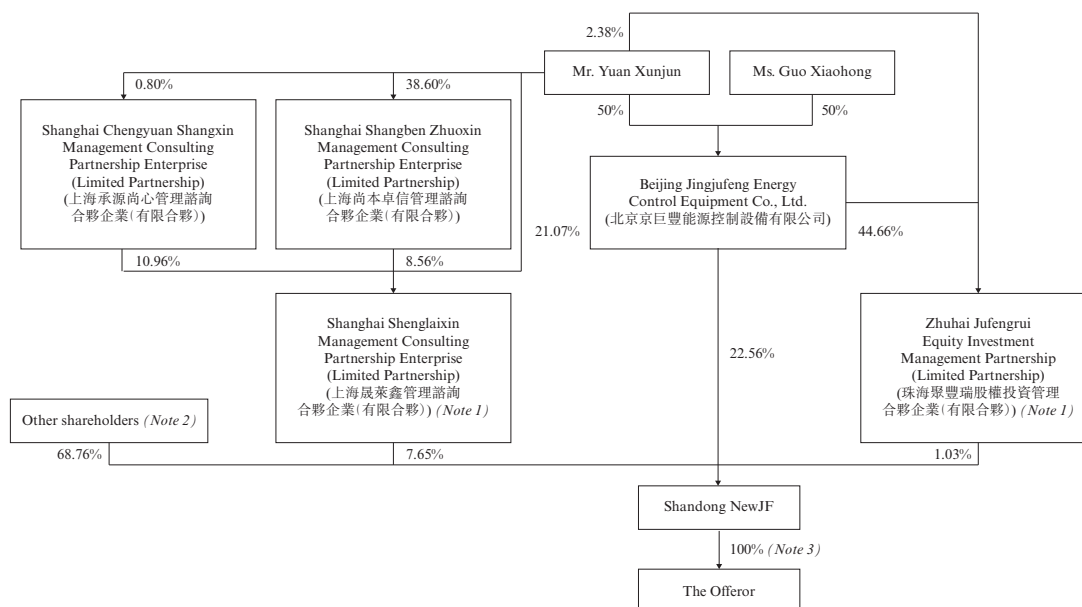 2.38%
Mr. Yuan Xunjun
Ms. Guo Xiaohong
0.80%
38.60%
50%
50%
Shanghai Chengyuan Shangxin
Management Consulting
Partnership Enterprise
(Limited Partnership)
(上海承源尚心管理諮詢
合夥企業(有限合夥))
Shanghai Shangben Zhuoxin
Management Consulting
Partnership Enterprise
(Limited Partnership)
(上海尚本卓信管理諮詢
合夥企業(有限合夥))
Beijing Jingjufeng Energy
Control Equipment Co., Ltd.
(北京京巨豐能源控制設備有限公司)
21.07%
44.66%
10.96%
8.56%
Shanghai Shenglaixin
Management Consulting
Partnership Enterprise
(Limited Partnership)
(上海晟萊鑫管理諮詢
合夥企業(有限合夥)) (Note 1)
22.56%
Zhuhai Jufengrui
Equity Investment
Management Partnership
(Limited Partnership)
(珠海聚豐瑞股權投資管理
合夥企業(有限合夥)) (Note 1)
Other shareholders (Note 2)
68.76%
7.65%
1.03%
Shandong NewJF
100% (Note 3)
The Offeror